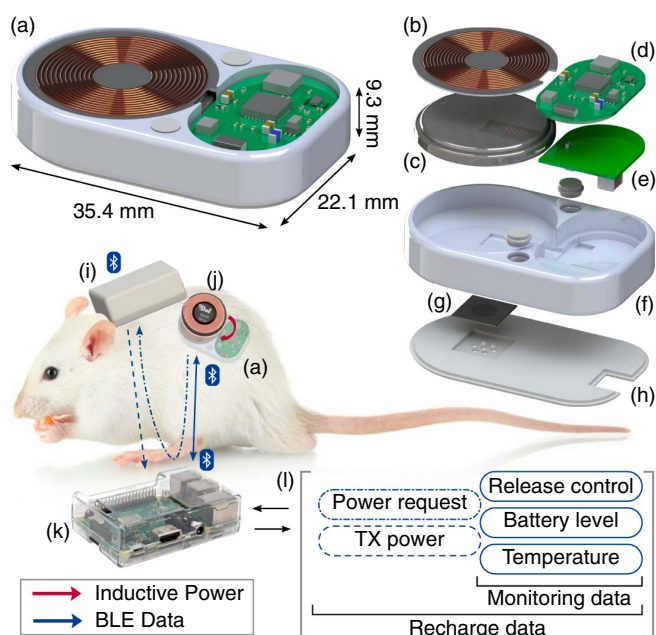 (a)
9.3 mm
22.1 mm
35.4 mm
(b)
(d)
(c)
(e)
(f)
(g)
(h)
(i)
(j)
(a)
(k)
(l)
Power request
TX power
Release control
Battery level
Temperature
Monitoring data
Recharge data
Inductive Power
BLE Data